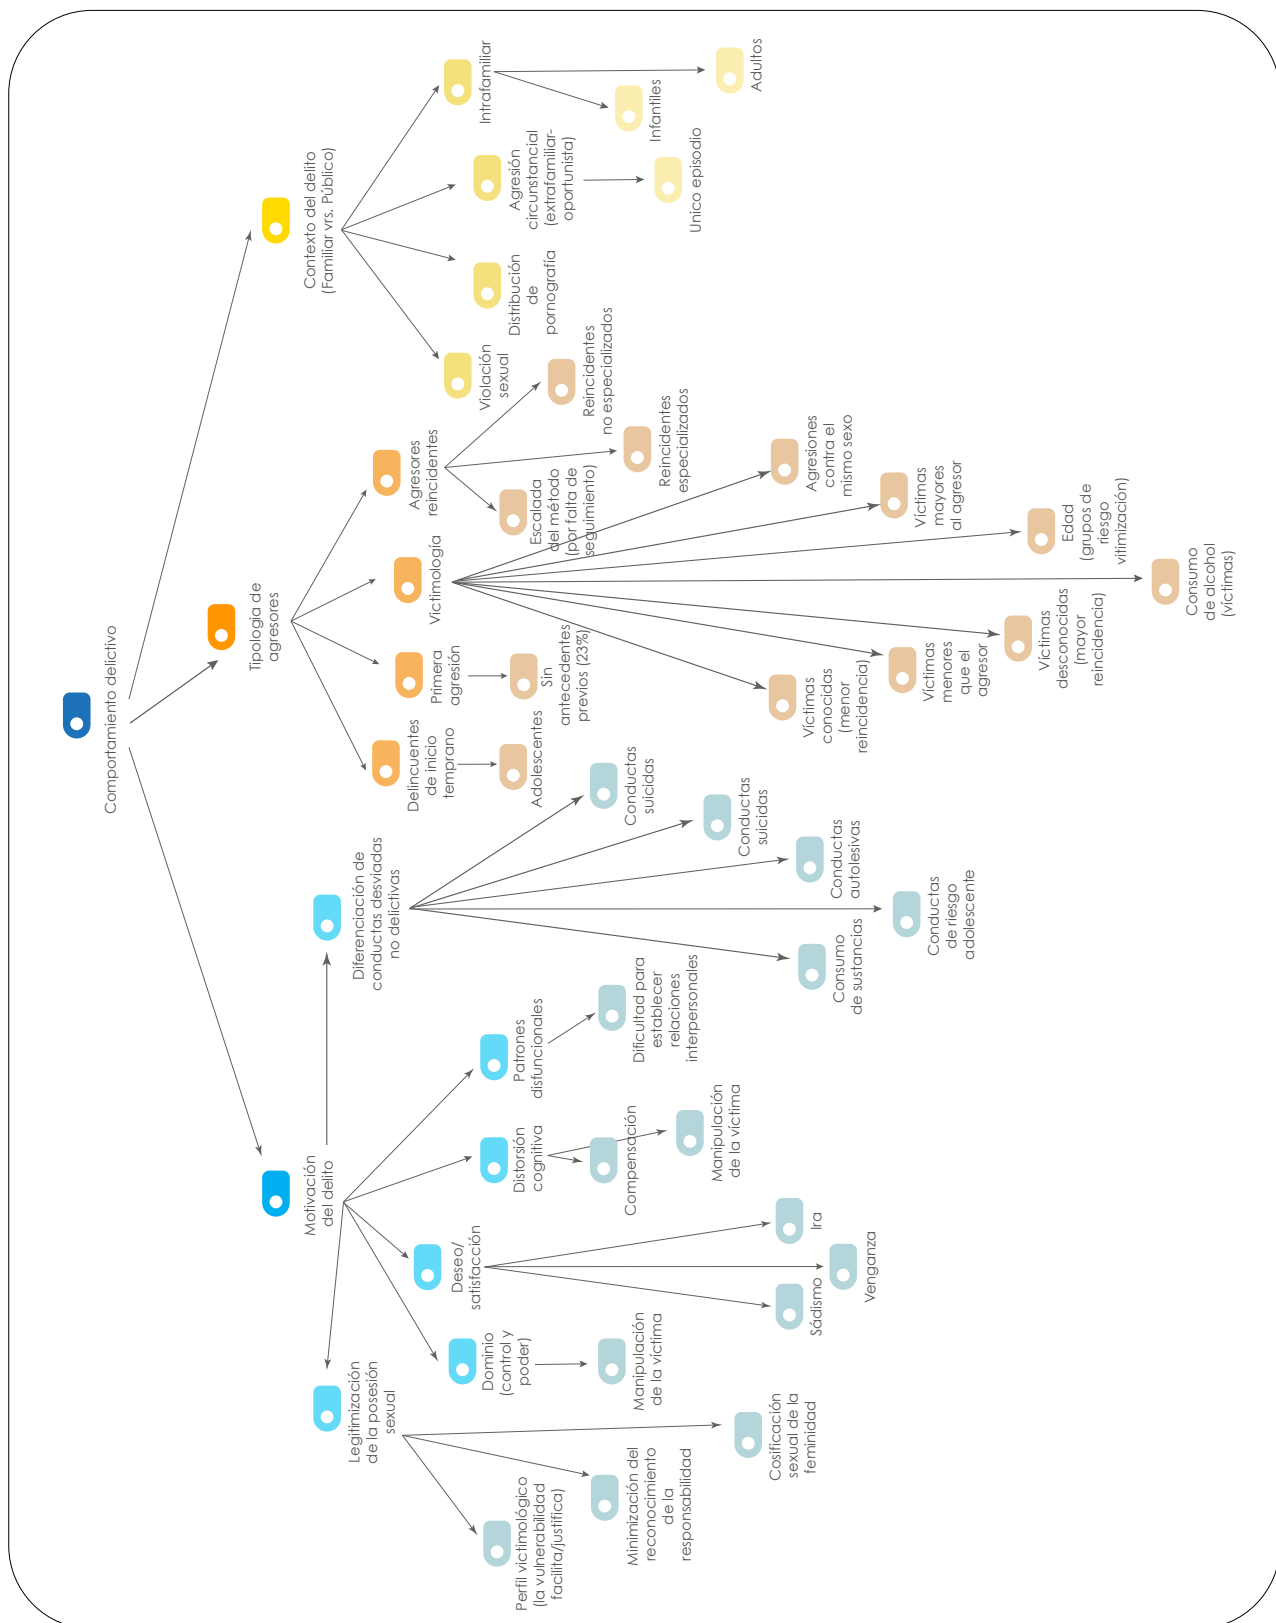 Comportamiento delictivo
Motivación
del delito
Tipología de
agresores
Contexto del delito
(Familiar vrs. Público)
Legitimización
de la posesión
sexual
Dominio
(control y
poder)
Deseo/
satisfacción
Distorsión
cognitiva
Patrones
disfuncionales
Diferenciación de
conductas desviadas
no delictivas
Perfil victimológico
(la vulnerabilidad
facilita/justifica)
Minimización del
reconocimiento
de la
responsabilidad
Cosificación
sexual de la
feminidad
Manipulación
de la víctima
Sádismo
Venganza
Ira
Compensación
Manipulación
de la víctima
Dificultad para
establecer
relaciones
interpersonales
Consumo
de sustancias
Conductas
de riesgo
adolescente
Conductas
autolesivas
Conductas
suicidas
Conductas
suicidas
Delincuentes
de inicio
temprano
Primera
agresión
Victimología
Agresores
reincidentes
Adolescentes
Sin
antecedentes
previos (23%)
Víctimas
conocidas
(menor
reincidencia)
Víctimas
menores
que el
agresor
Víctimas
desconocidas
(mayor
reincidencia)
Consumo
de alcohol
(víctimas)
Edad
(grupos de
riesgo
vitimización)
Víctimas
mayores
al agresor
Agresiones
contra el
mismo sexo
Escalada
del método
(por falta de
seguimiento)
Reincidentes
especializados
Reincidentes
no especializados
Violación
sexual
Distribución
de
pornografía
Agresión
circunstancial
(extrafamiliar-
oportunista)
Intrafamiliar
Unico episodio
Infantiles
Adultos